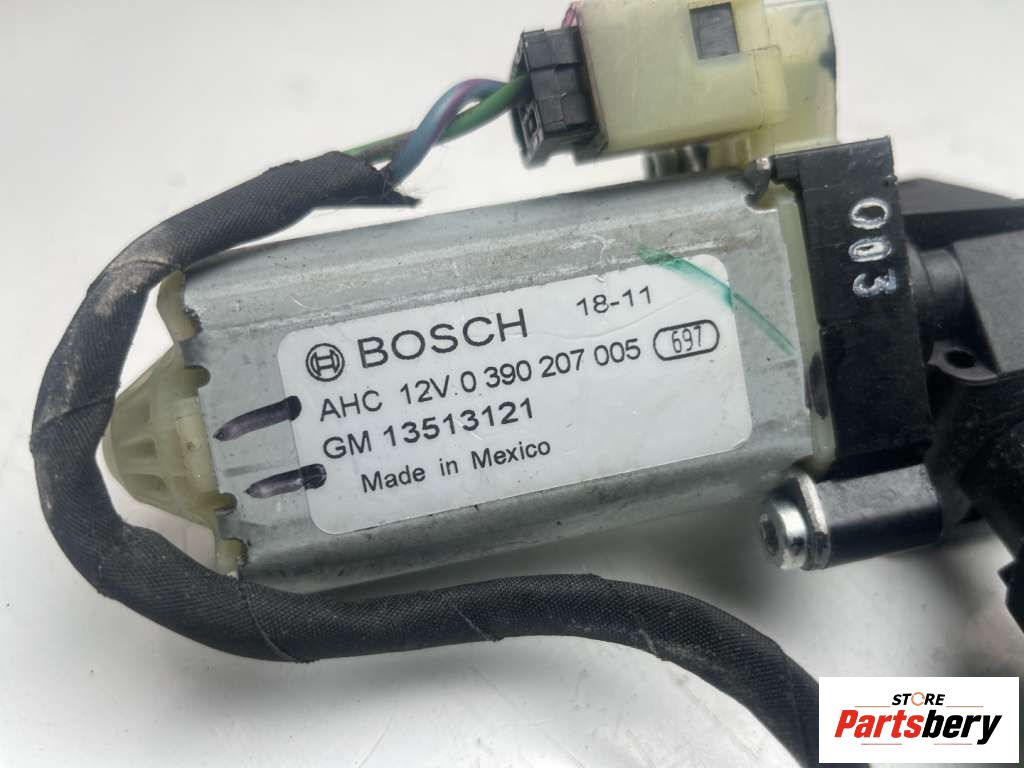 BOSCH 18-11
AHC 12V 0 390 207 005 697
GM 13513121
Made in Mexico
003
STORE
Partsbery